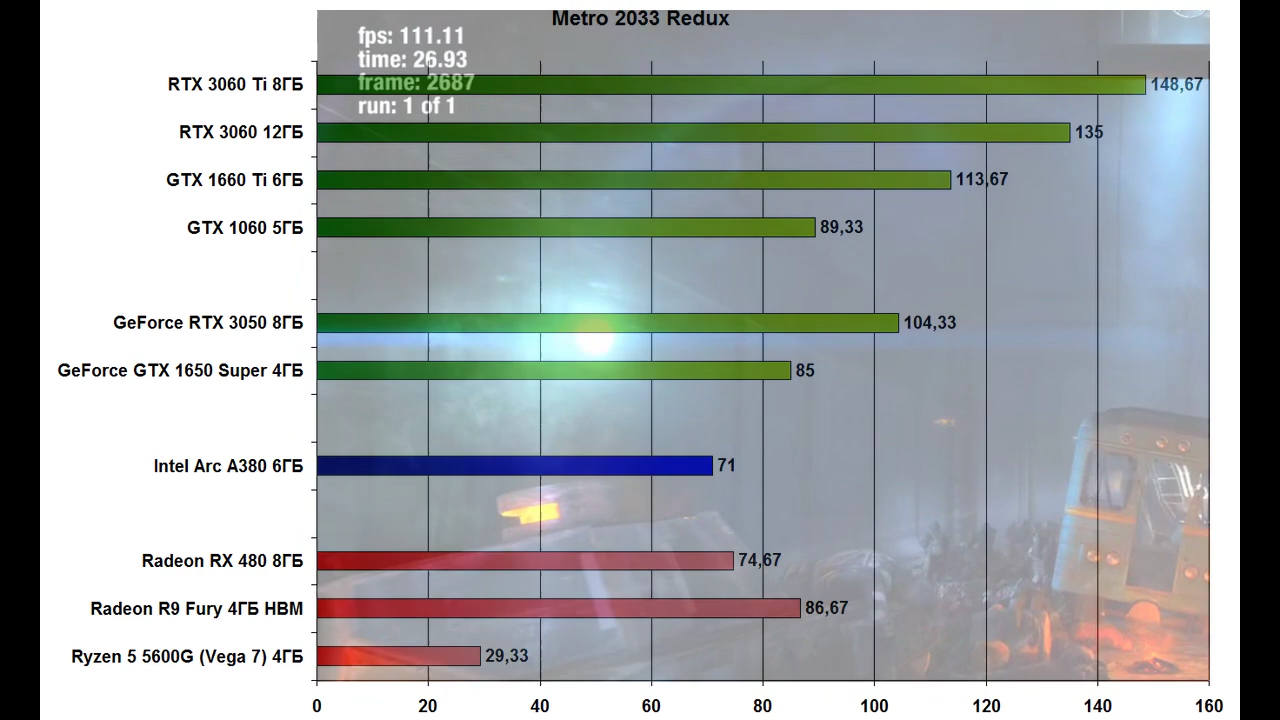 Metro 2033 Redux
fps: 111.11
time: 26.93
frame: 2687
run: 1 of 1
RTX 3060 Ti 8ГБ 148,67
RTX 3060 12ГБ 135
GTX 1660 Ti 6ГБ 113,67
GTX 1060 5ГБ 89,33
GeForce RTX 3050 8ГБ 104,33
GeForce GTX 1650 Super 4ГБ 85
Intel Arc A380 6ГБ 71
Radeon RX 480 8ГБ 74,67
Radeon R9 Fury 4ГБ HBM 86,67
Ryzen 5 5600G (Vega 7) 4ГБ 29,33
0 20 40 60 80 100 120 140 160